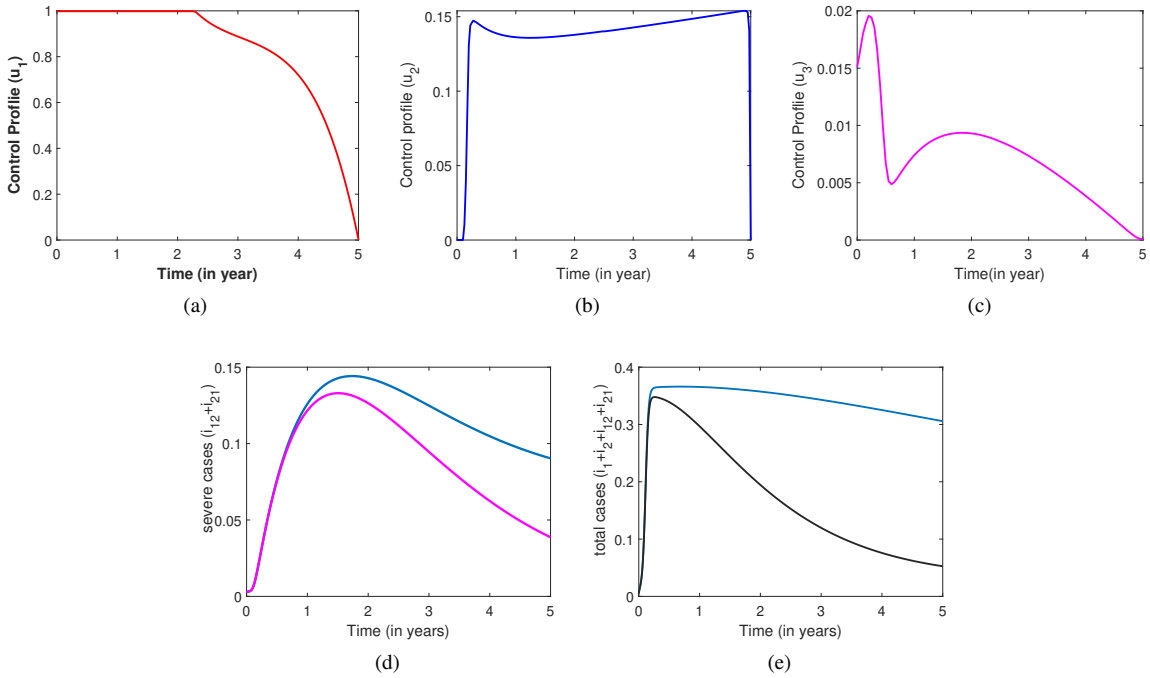 Control Proflie (u1)
1
0.8
0.6
0.4
0.2
0
0 1 2 3 4 5
Time (in year)
(a)
Control profile (u2)
0.15
0.10
0.05
0
0 1 2 3 4 5
Time (in year)
(b)
Control Profile (u3)
0.020
0.015
0.010
0.005
0
0 1 2 3 4 5
Time(in year)
(c)
severe cases (i12+i21)
0.15
0.1
0.05
0
0 1 2 3 4 5
Time (in years)
(d)
total cases (i1+i2+i12+i21)
0.4
0.3
0.2
0.1
0
0 1 2 3 4 5
Time (in years)
(e)